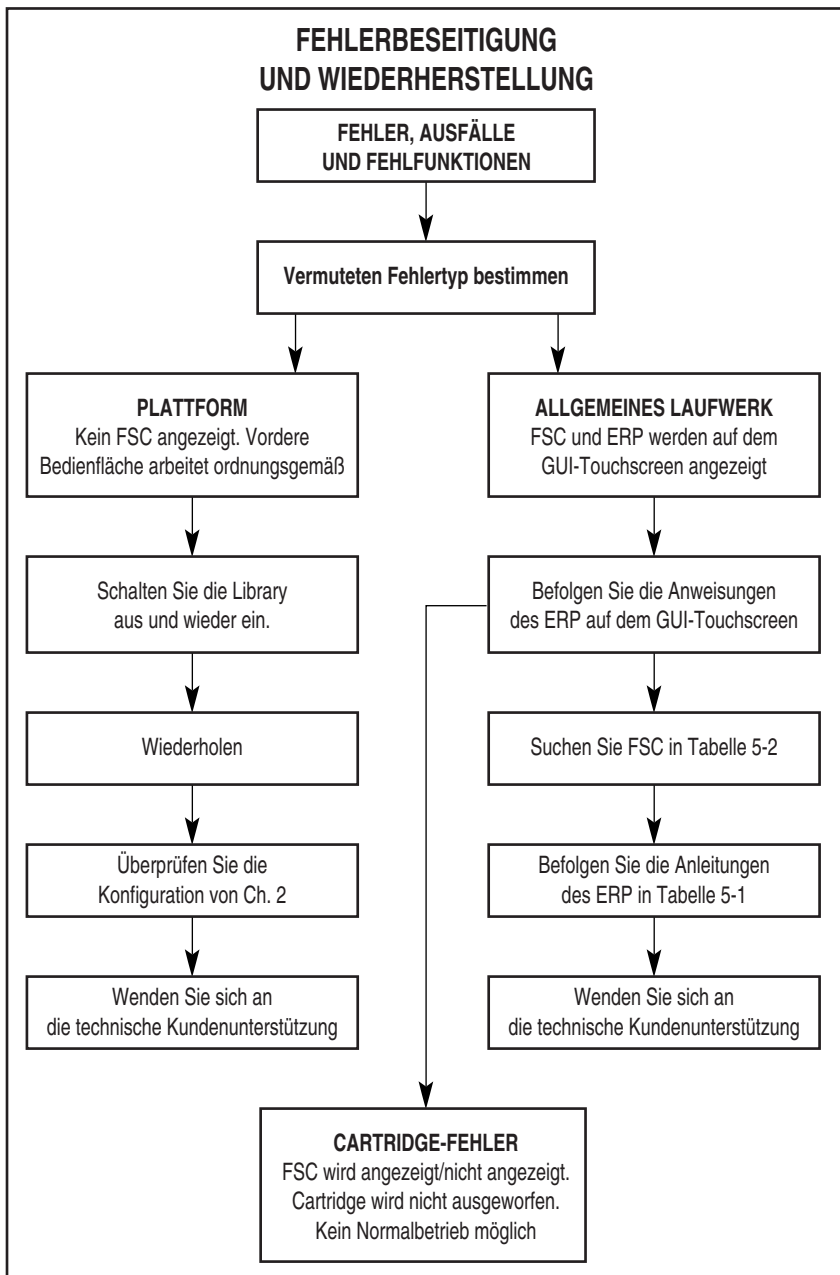 FEHLERBESEITIGUNG
UND WIEDERHERSTELLUNG
FEHLER, AUSFÄLLE
UND FEHLFUNKTIONEN
Vermuteten Fehlertyp bestimmen
PLATTFORM
Kein FSC angezeigt. Vordere
Bedienfläche arbeitet ordnungsgemäß
Schalten Sie die Library
aus und wieder ein.
Wiederholen
Überprüfen Sie die
Konfiguration von Ch. 2
Wenden Sie sich an
die technische Kundenunterstützung
ALLGEMEINES LAUFWERK
FSC und ERP werden auf dem
GUI-Touchscreen angezeigt
Befolgen Sie die Anweisungen
des ERP auf dem GUI-Touchscreen
Suchen Sie FSC in Tabelle 5-2
Befolgen Sie die Anleitungen
des ERP in Tabelle 5-1
Wenden Sie sich an
die technische Kundenunterstützung
CARTRIDGE-FEHLER
FSC wird angezeigt/nicht angezeigt.
Cartridge wird nicht ausgeworfen.
Kein Normalbetrieb möglich